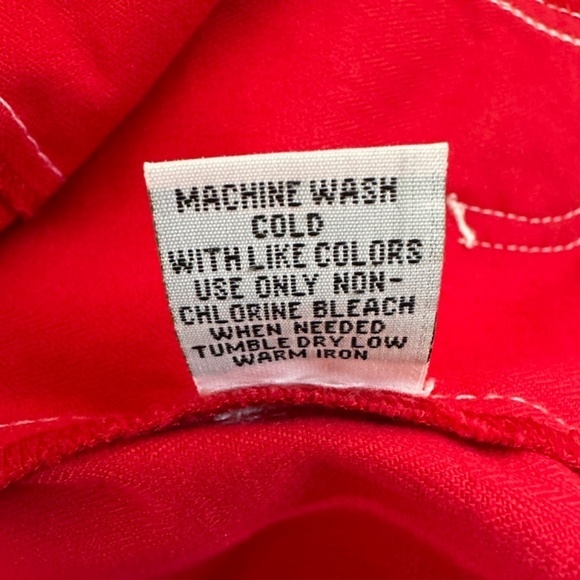 MACHINE WASH
COLD
WITH LIKE COLORS
USE ONLY NON-
CHLORINE BLEACH
WHEN NEEDED
TUMBLE DRY LOW
WARM IRON